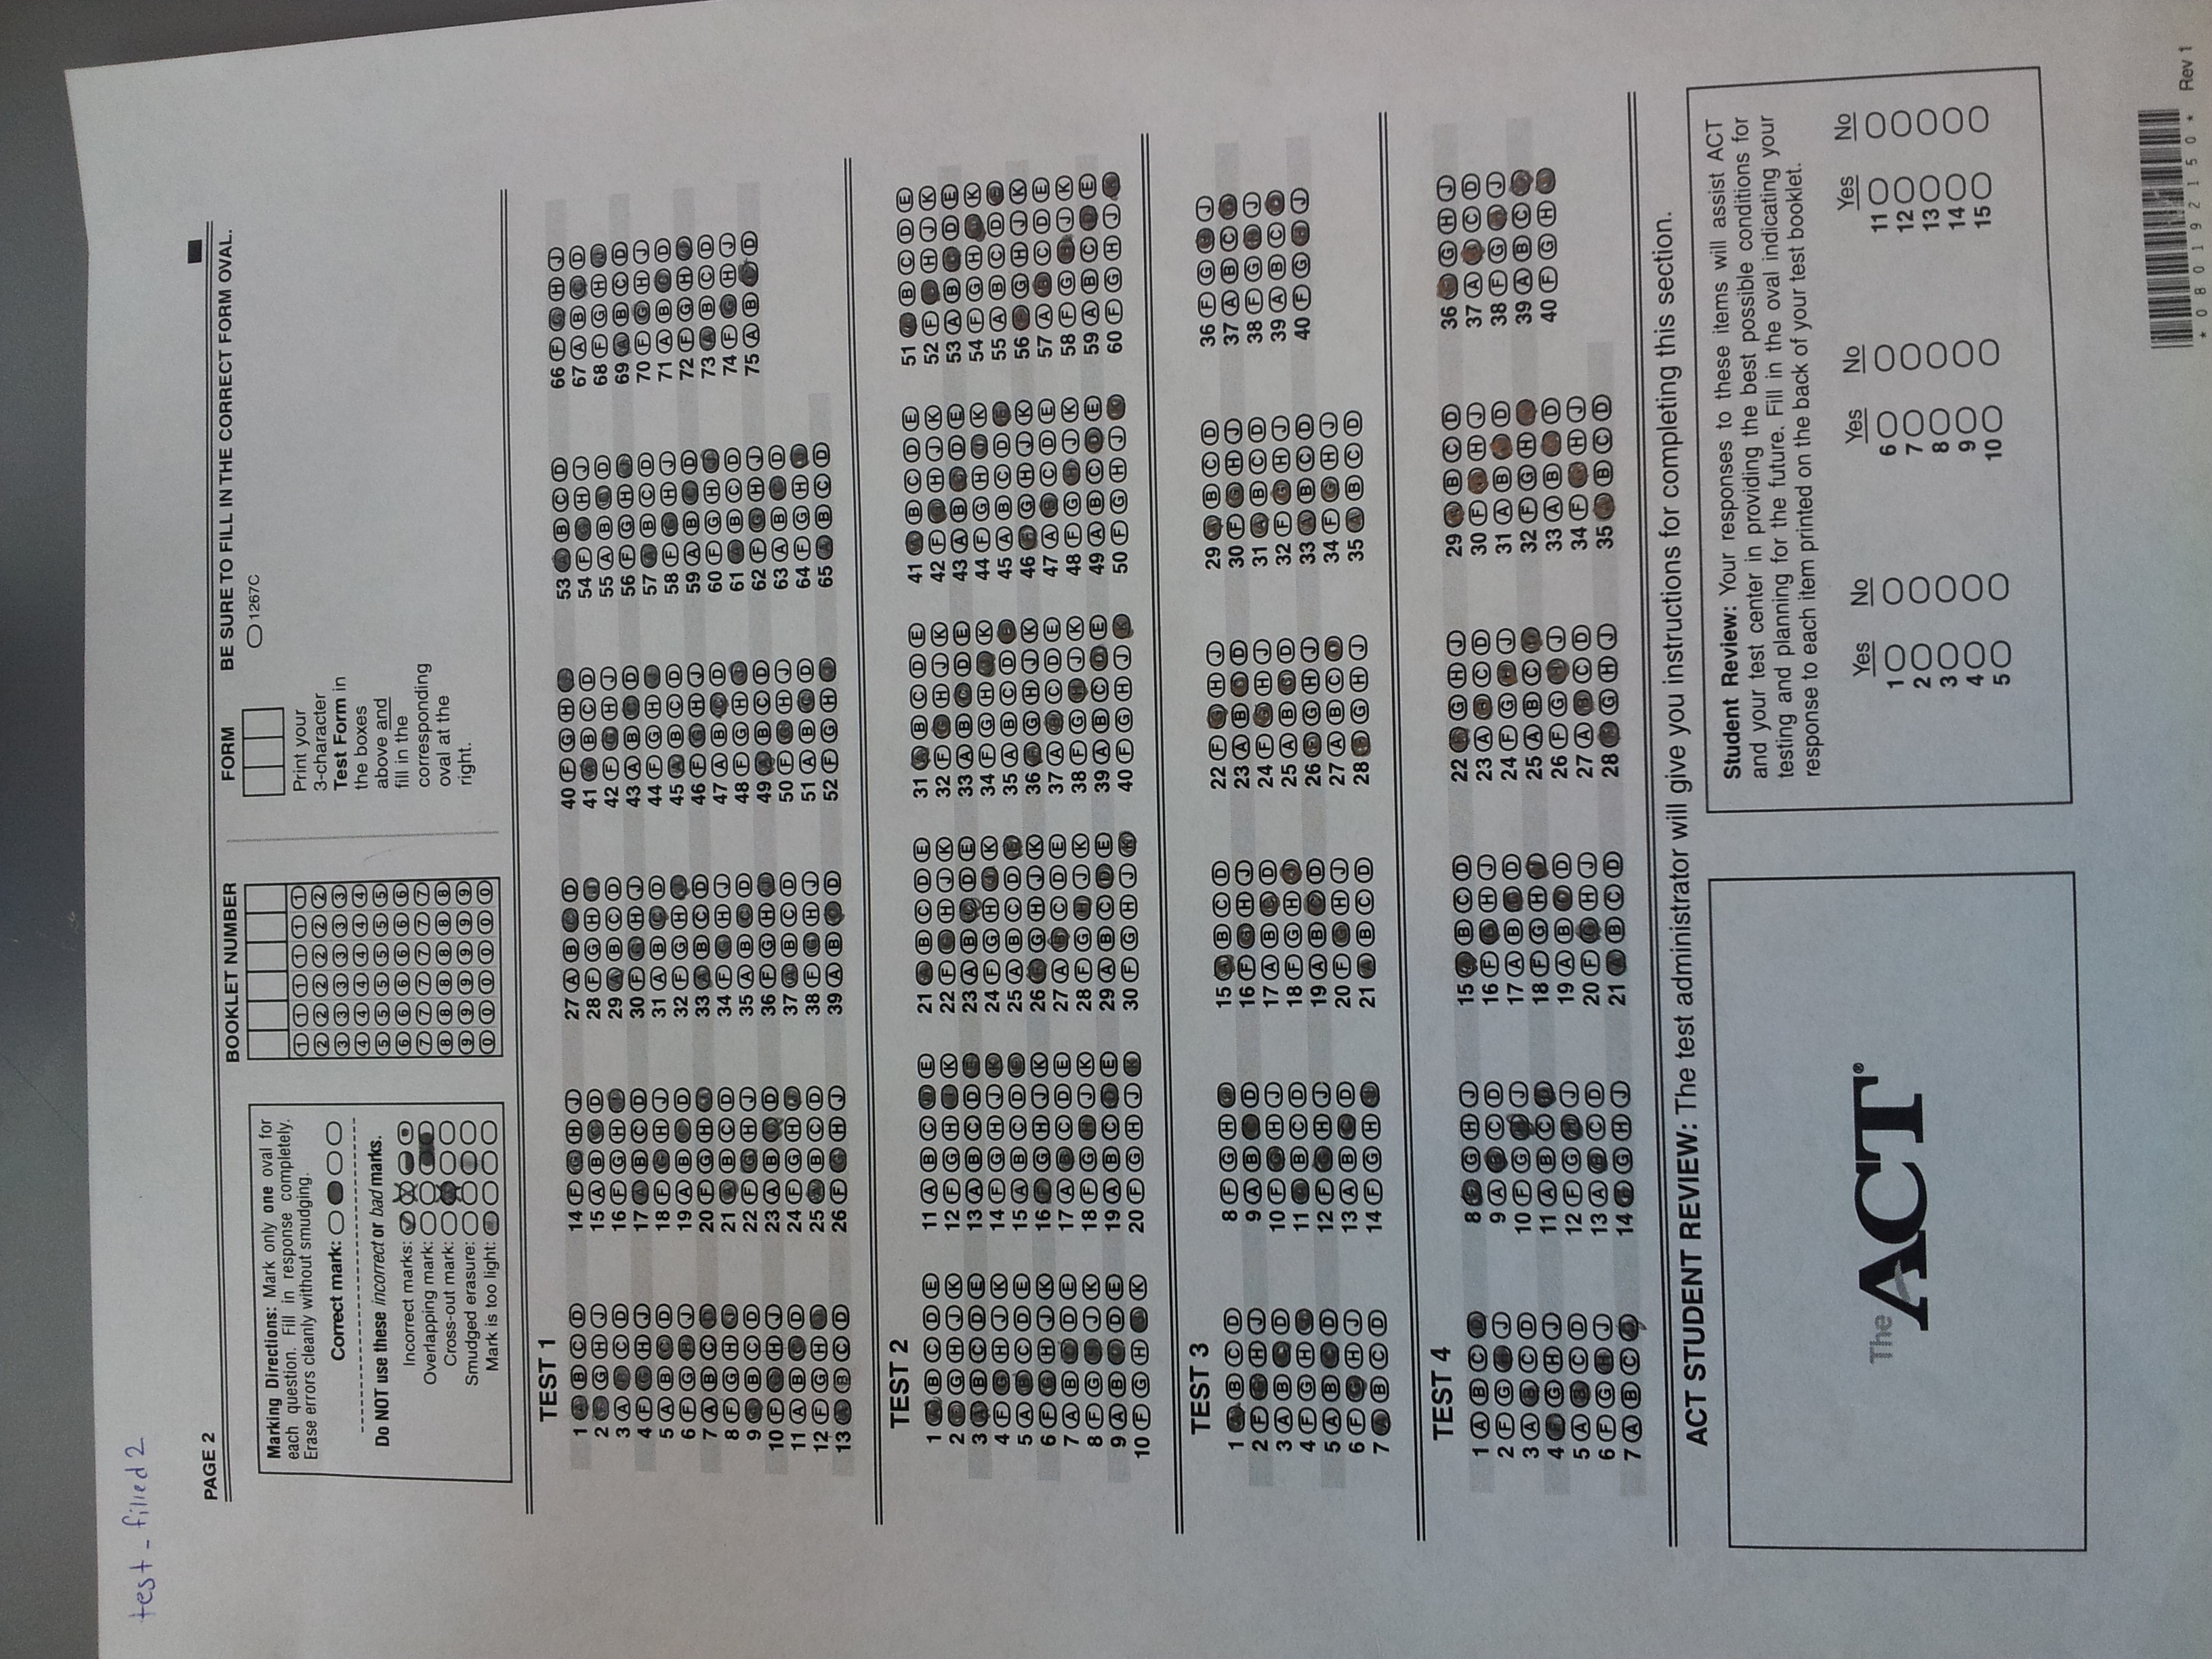 test-filled 2
PAGE 2
BOOKLET NUMBER
FORM
BE SURE TO FILL IN THE CORRECT FORM OVAL.
1267C
Marking Directions: Mark only one oval for
each question. Fill in response completely.
Erase errors cleanly without smudging.
Correct mark:
Do NOT use these incorrect or bad marks.
Incorrect marks:
Overlapping mark:
Cross-out mark:
Smudged erasure:
Mark is too light:
1 1 1 1 1 1
2 2 2 2 2 2
3 3 3 3 3 3
4 4 4 4 4 4
5 5 5 5 5 5
6 6 6 6 6 6
7 7 7 7 7 7
8 8 8 8 8 8
9 9 9 9 9 9
0 0 0 0 0 0
Print your
3-character
Test Form in
the boxes
above and
fill in the
corresponding
oval at the
right.
TEST 1
1 A B C D 14 F G H J 27 A B C D 40 F G H J 53 A B C D 66 F G H J
2 F G H J 15 A B C D 28 F G H J 41 A B C D 54 F G H J 67 A B C D
3 A B C D 16 F G H J 29 A B C D 42 F G H J 55 A B C D 68 F G H J
4 F G H J 17 A B C D 30 F G H J 43 A B C D 56 F G H J 69 A B C D
5 A B C D 18 F G H J 31 A B C D 44 F G H J 57 A B C D 70 F G H J
6 F G H J 19 A B C D 32 F G H J 45 A B C D 58 F G H J 71 A B C D
7 A B C D 20 F G H J 33 A B C D 46 F G H J 59 A B C D 72 F G H J
8 F G H J 21 A B C D 34 F G H J 47 A B C D 60 F G H J 73 A B C D
9 A B C D 22 F G H J 35 A B C D 48 F G H J 61 A B C D 74 F G H J
10 F G H J 23 A B C D 36 F G H J 49 A B C D 62 F G H J 75 A B C D
11 A B C D 24 F G H J 37 A B C D 50 F G H J 63 A B C D
12 F G H J 25 A B C D 38 F G H J 51 A B C D 64 F G H J
13 A B C D 26 F G H J 39 A B C D 52 F G H J 65 A B C D
TEST 2
1 A B C D E 11 A B C D E 21 A B C D E 31 A B C D E 41 A B C D E 51 A B C D E
2 F G H J K 12 F G H J K 22 F G H J K 32 F G H J K 42 F G H J K 52 F G H J K
3 A B C D E 13 A B C D E 23 A B C D E 33 A B C D E 43 A B C D E 53 A B C D E
4 F G H J K 14 F G H J K 24 F G H J K 34 F G H J K 44 F G H J K 54 F G H J K
5 A B C D E 15 A B C D E 25 A B C D E 35 A B C D E 45 A B C D E 55 A B C D E
6 F G H J K 16 F G H J K 26 F G H J K 36 F G H J K 46 F G H J K 56 F G H J K
7 A B C D E 17 A B C D E 27 A B C D E 37 A B C D E 47 A B C D E 57 A B C D E
8 F G H J K 18 F G H J K 28 F G H J K 38 F G H J K 48 F G H J K 58 F G H J K
9 A B C D E 19 A B C D E 29 A B C D E 39 A B C D E 49 A B C D E 59 A B C D E
10 F G H J K 20 F G H J K 30 F G H J K 40 F G H J K 50 F G H J K 60 F G H J K
TEST 3
1 A B C D 8 F G H J 15 A B C D 22 F G H J 29 A B C D 36 F G H J
2 F G H J 9 A B C D 16 F G H J 23 A B C D 30 F G H J 37 A B C D
3 A B C D 10 F G H J 17 A B C D 24 F G H J 31 A B C D 38 F G H J
4 F G H J 11 A B C D 18 F G H J 25 A B C D 32 F G H J 39 A B C D
5 A B C D 12 F G H J 19 A B C D 26 F G H J 33 A B C D 40 F G H J
6 F G H J 13 A B C D 20 F G H J 27 A B C D 34 F G H J
7 A B C D 14 F G H J 21 A B C D 28 F G H J 35 A B C D
TEST 4
1 A B C D 8 F G H J 15 A B C D 22 F G H J 29 A B C D 36 F G H J
2 F G H J 9 A B C D 16 F G H J 23 A B C D 30 F G H J 37 A B C D
3 A B C D 10 F G H J 17 A B C D 24 F G H J 31 A B C D 38 F G H J
4 F G H J 11 A B C D 18 F G H J 25 A B C D 32 F G H J 39 A B C D
5 A B C D 12 F G H J 19 A B C D 26 F G H J 33 A B C D 40 F G H J
6 F G H J 13 A B C D 20 F G H J 27 A B C D 34 F G H J
7 A B C D 14 F G H J 21 A B C D 28 F G H J 35 A B C D
ACT STUDENT REVIEW: The test administrator will give you instructions for completing this section.
The ACT®
Student Review: Your responses to these items will assist ACT
and your test center in providing the best possible conditions for
testing and planning for the future. Fill in the oval indicating your
response to each item printed on the back of your test booklet.
Yes No Yes No Yes No
1 6 11
2 7 12
3 8 13
4 9 14
5 10 15
*080192150*
Rev 1